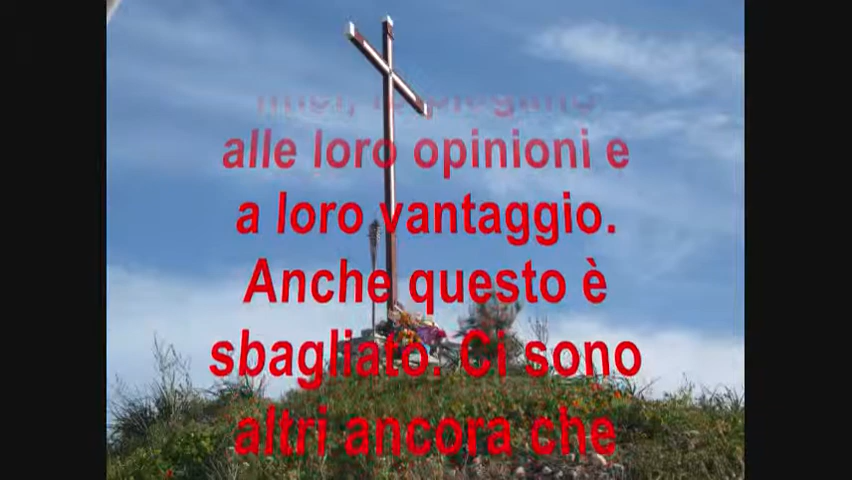 alle loro opinioni e
a loro vantaggio.
Anche questo è
sbagliato. Ci sono
altri ancora che